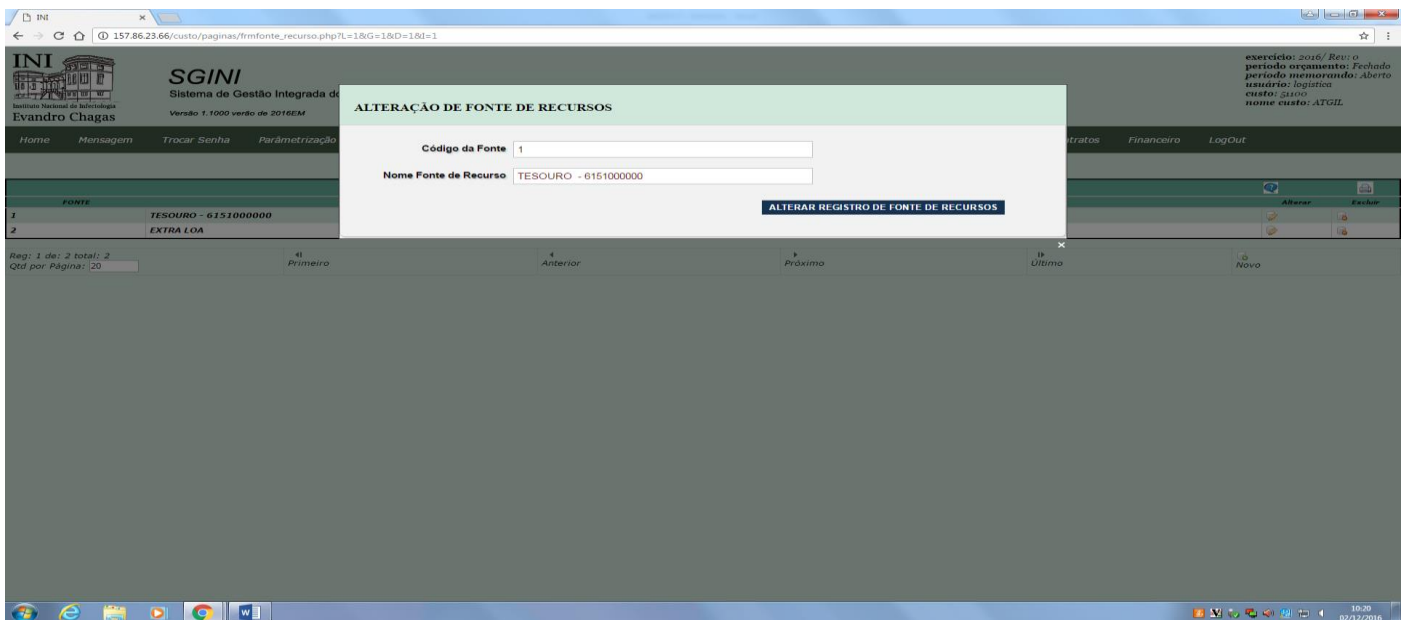 INI
157.86.23.66/custo/paginas/frmfonte_recurso.php?L=1&G=1&D=1&I=1
INI
Instituto Nacional de Infectologia
Evandro Chagas
SGINI
Sistema de Gestão Integrada do
Versão 1.1000 verão de 2016EM
exercício: 2016/ Rev: 0
período orçamento: Fechado
período memorando: Aberto
usuário: logistica
custo: 51100
nome custo: ATGIL
Home Mensagem Trocar Senha Parâmetrização tratos Financeiro LogOut
ALTERAÇÃO DE FONTE DE RECURSOS
Código da Fonte 1
Nome Fonte de Recurso TESOURO - 6151000000
ALTERAR REGISTRO DE FONTE DE RECURSOS
FONTE Alterar Excluir
1 TESOURO - 6151000000
2 EXTRA LOA
Reg: 1 de: 2 total: 2
Qtd por Página: 20
Primeiro Anterior Próximo Último Novo
10:20
02/12/2016